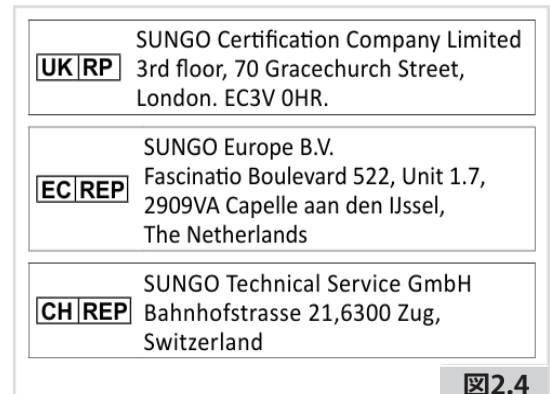 UK RP
SUNGO Certification Company Limited
3rd floor, 70 Gracechurch Street,
London. EC3V 0HR.
EC REP
SUNGO Europe B.V.
Fascinatio Boulevard 522, Unit 1.7,
2909VA Capelle aan den IJssel,
The Netherlands
CH REP
SUNGO Technical Service GmbH
Bahnhofstrasse 21,6300 Zug,
Switzerland
図2.4